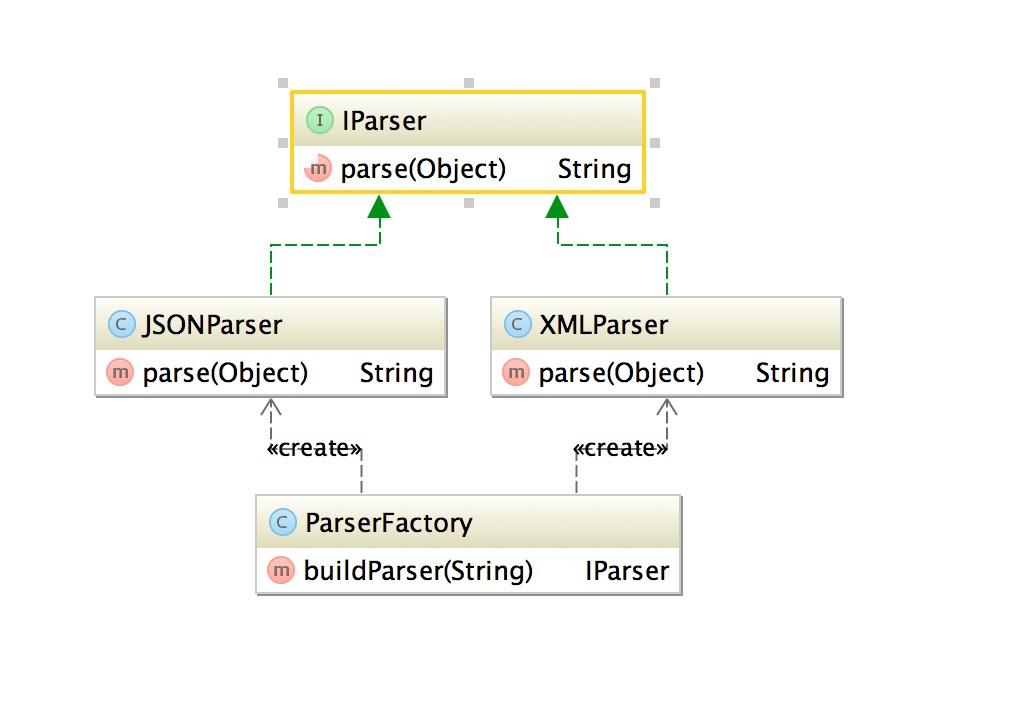 I IParser
m parse(Object) String
C JSONParser
m parse(Object) String
C XMLParser
m parse(Object) String
«create»
«create»
C ParserFactory
m buildParser(String) IParser